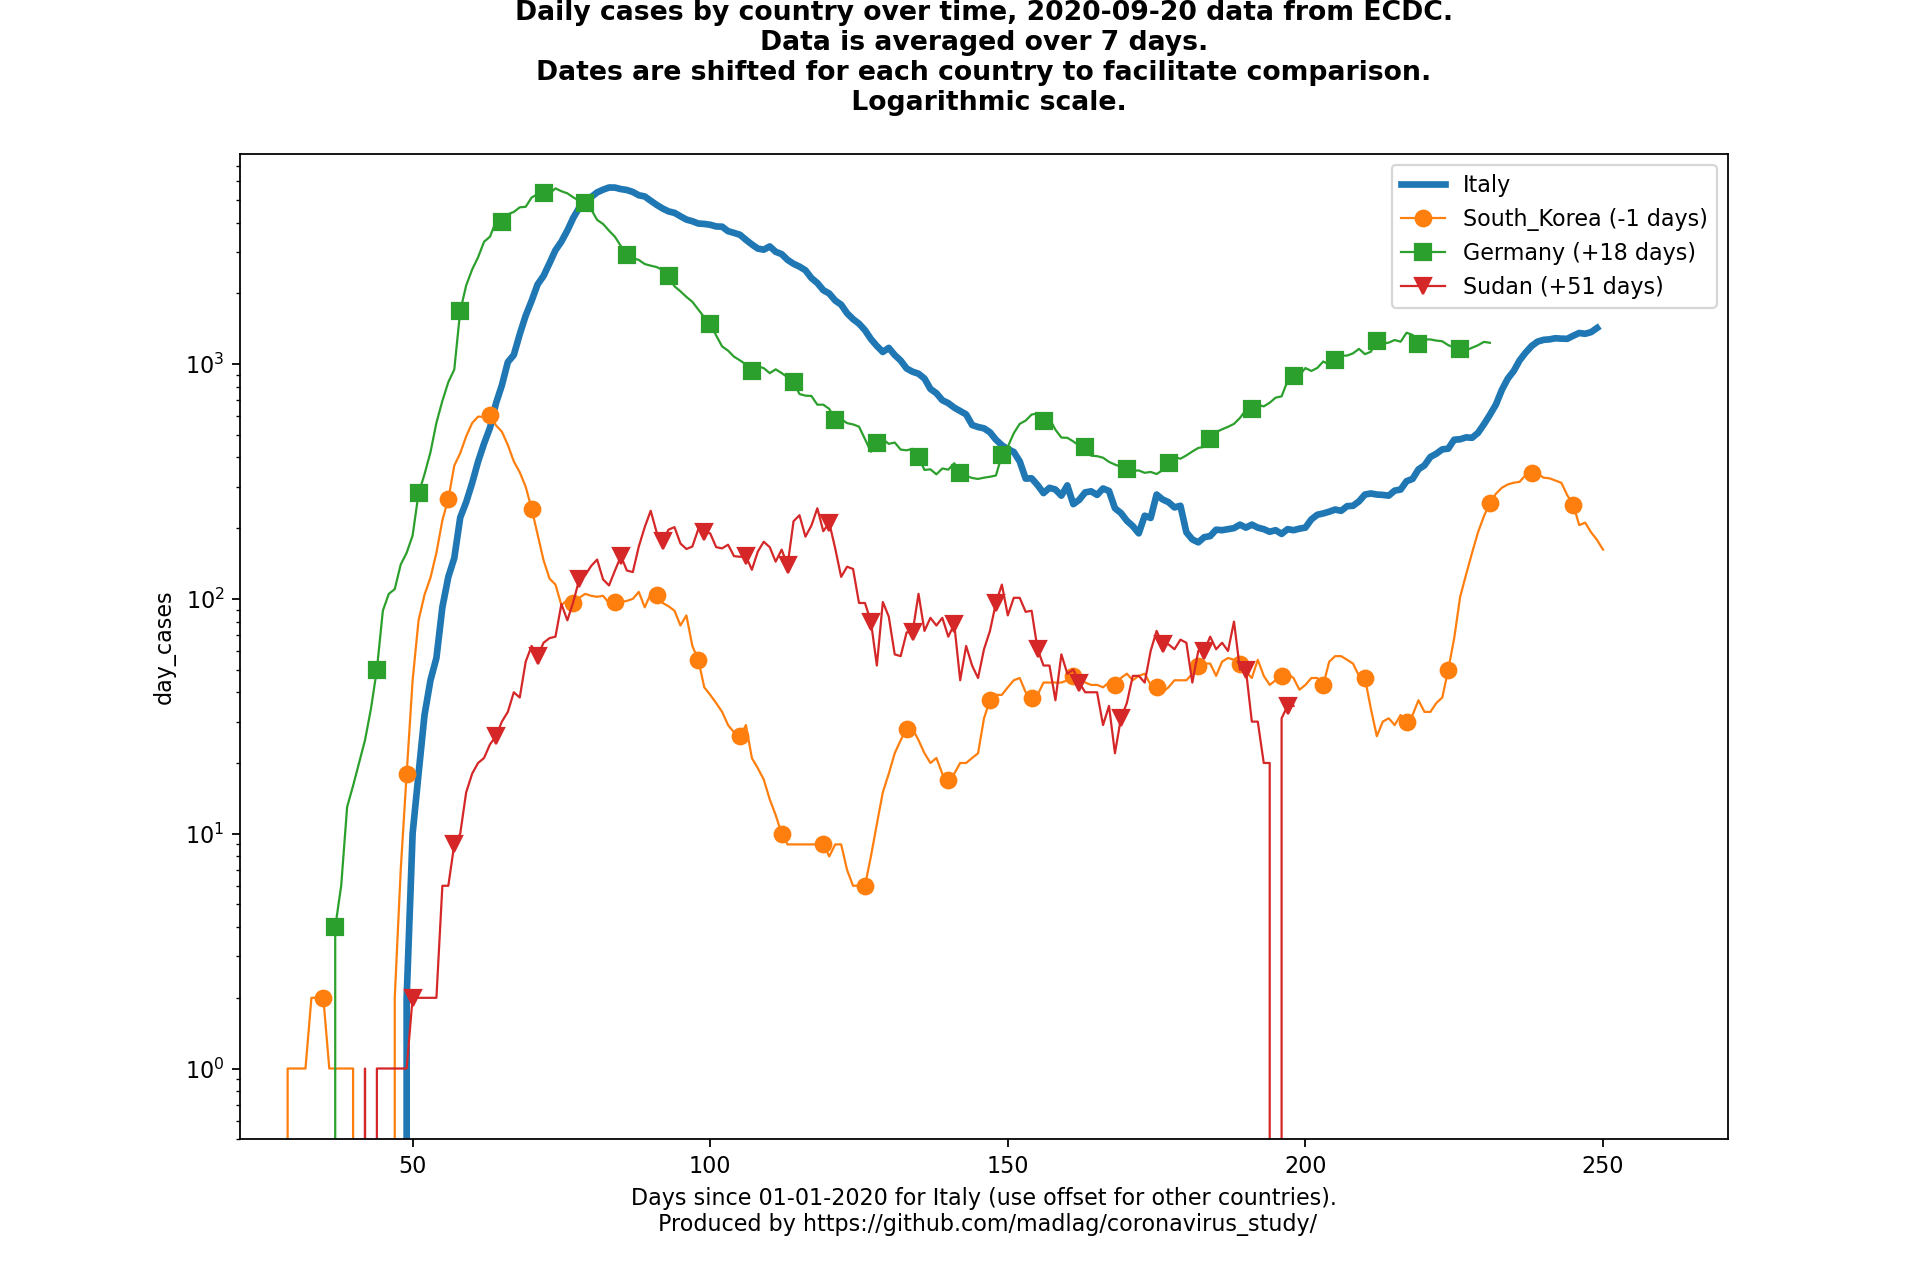 Daily cases by country over time, 2020-09-20 data from ECDC.
Data is averaged over 7 days.
Dates are shifted for each country to facilitate comparison.
Logarithmic scale.
Italy
South_Korea (-1 days)
Germany (+18 days)
Sudan (+51 days)
day_cases
10³
10²
10¹
10⁰
50
100
150
200
250
Days since 01-01-2020 for Italy (use offset for other countries).
Produced by https://github.com/madlag/coronavirus_study/